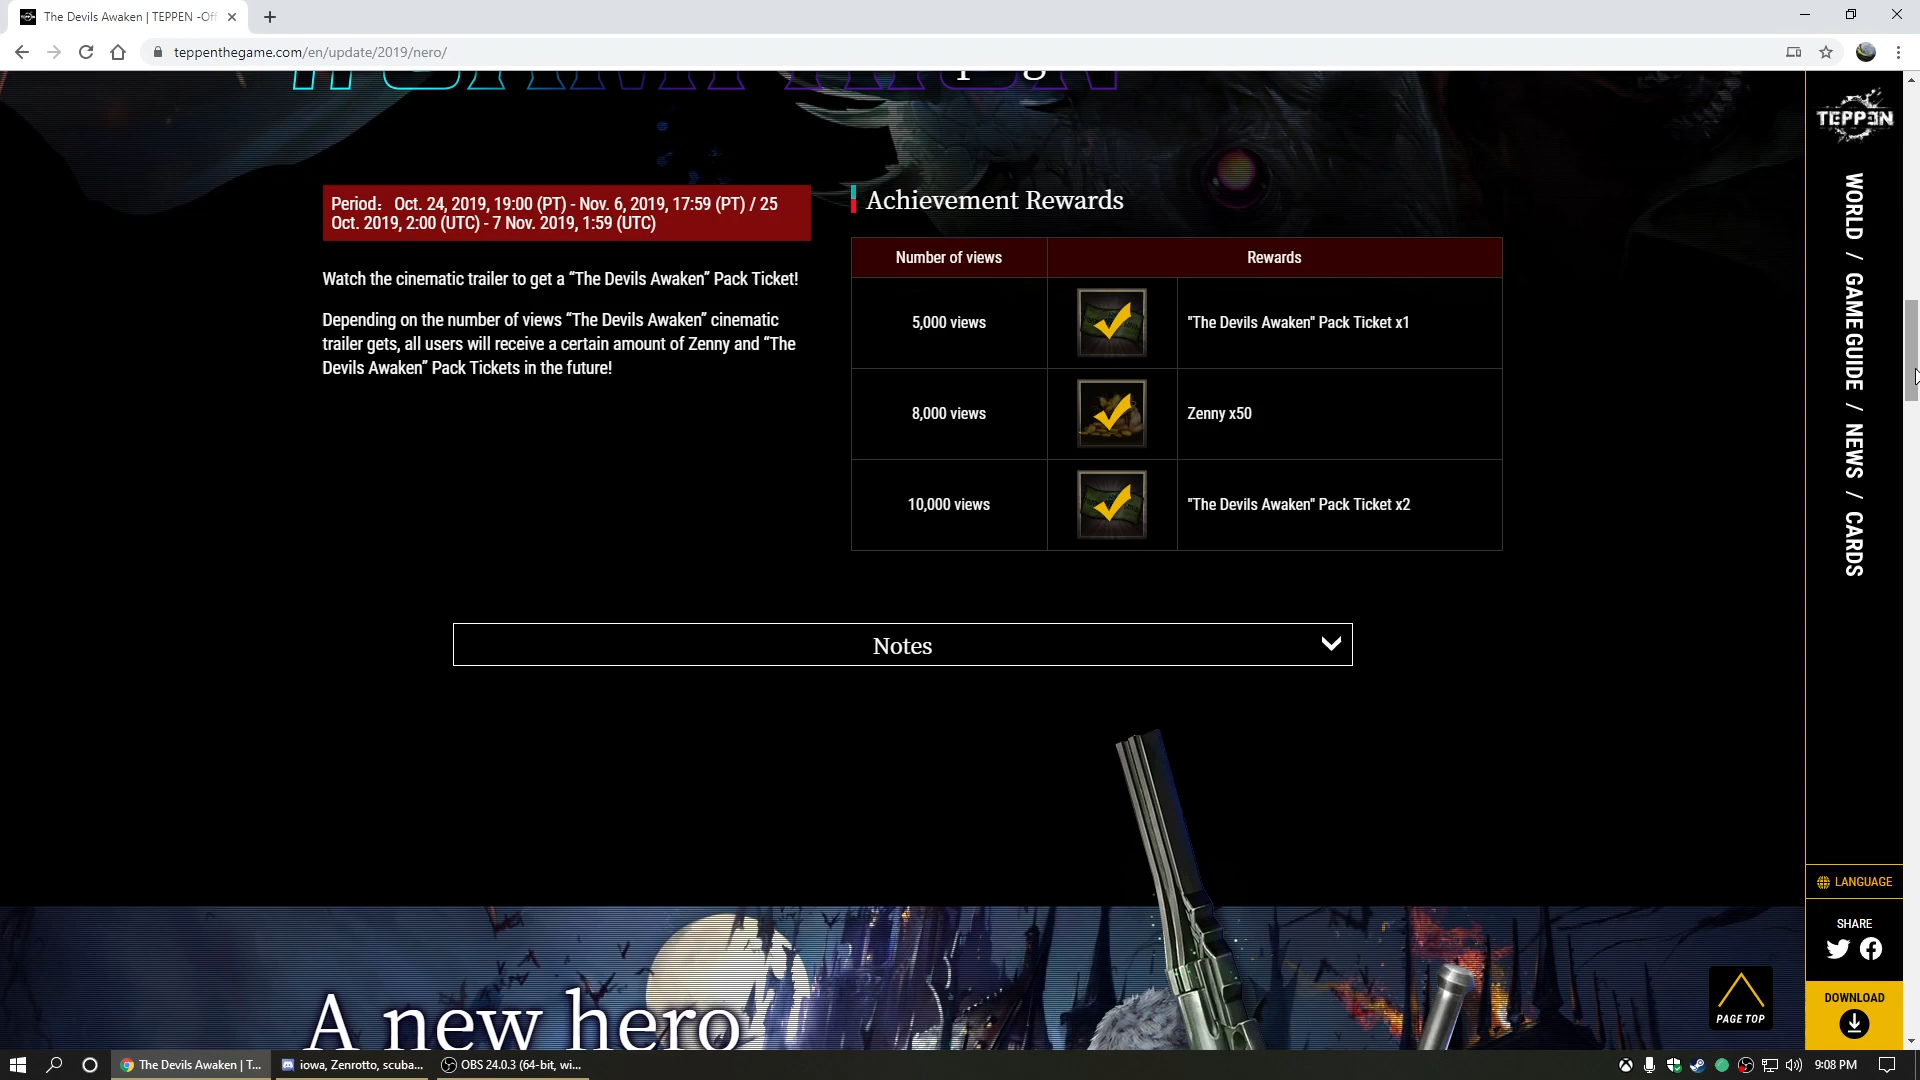 The Devils Awaken | TEPPEN -Off
teppenthegame.com/en/update/2019/nero/
Period： Oct. 24, 2019, 19:00 (PT) - Nov. 6, 2019, 17:59 (PT) / 25
Oct. 2019, 2:00 (UTC) - 7 Nov. 2019, 1:59 (UTC)
Watch the cinematic trailer to get a “The Devils Awaken” Pack Ticket!
Depending on the number of views “The Devils Awaken” cinematic
trailer gets, all users will receive a certain amount of Zenny and “The
Devils Awaken” Pack Tickets in the future!
Achievement Rewards
Number of views Rewards
5,000 views "The Devils Awaken" Pack Ticket x1
8,000 views Zenny x50
10,000 views "The Devils Awaken" Pack Ticket x2
Notes
A new hero
TEPPEN
WORLD / GAME GUIDE / NEWS / CARDS
LANGUAGE
SHARE
PAGE TOP
DOWNLOAD
The Devils Awaken | T... iowa, Zenrotto, scuba... OBS 24.0.3 (64-bit, wi... 9:08 PM